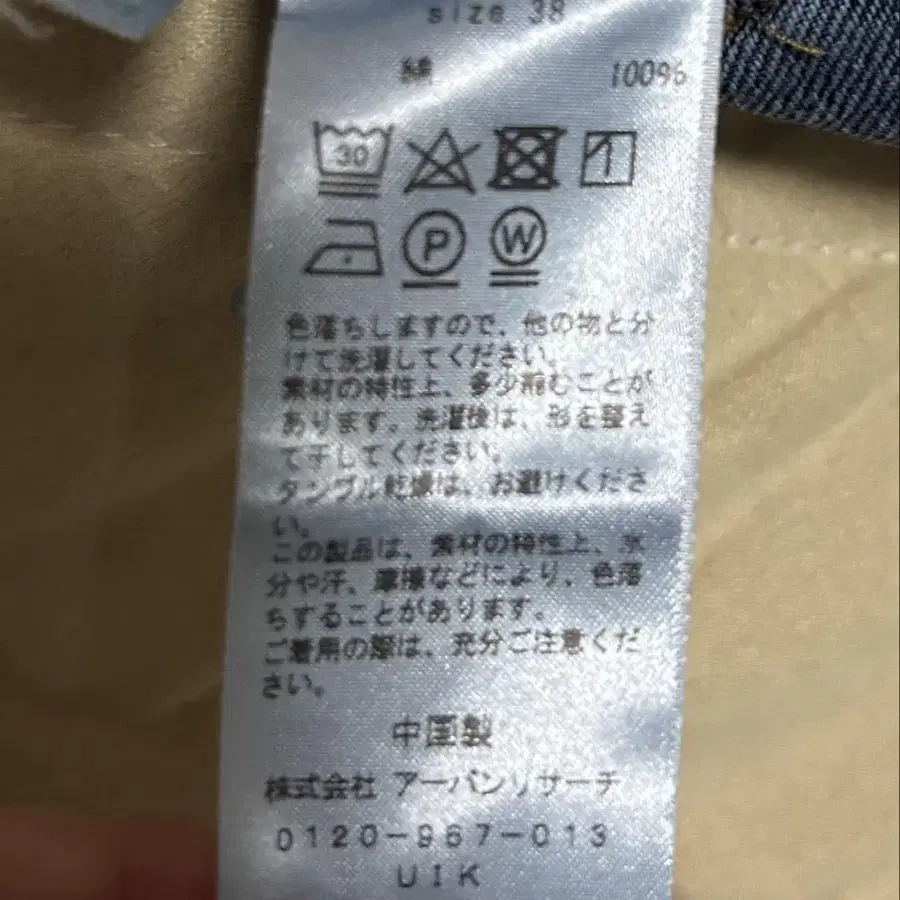 size 38
綿 100%
30
P W
色落ちしますので、他の物と分
けて洗濯してください。
素材の特性上、多少縮むことが
あります。洗濯後は、形を整え
て干してください。
タンブル乾燥は、お避けくださ
い。
この製品は、素材の特性上、水
分や汗、摩擦などにより、色落
ちすることがあります。
ご着用の際は、充分ご注意くだ
さい。
中国製
株式会社 アーバンリサーチ
0120-967-013
UIK